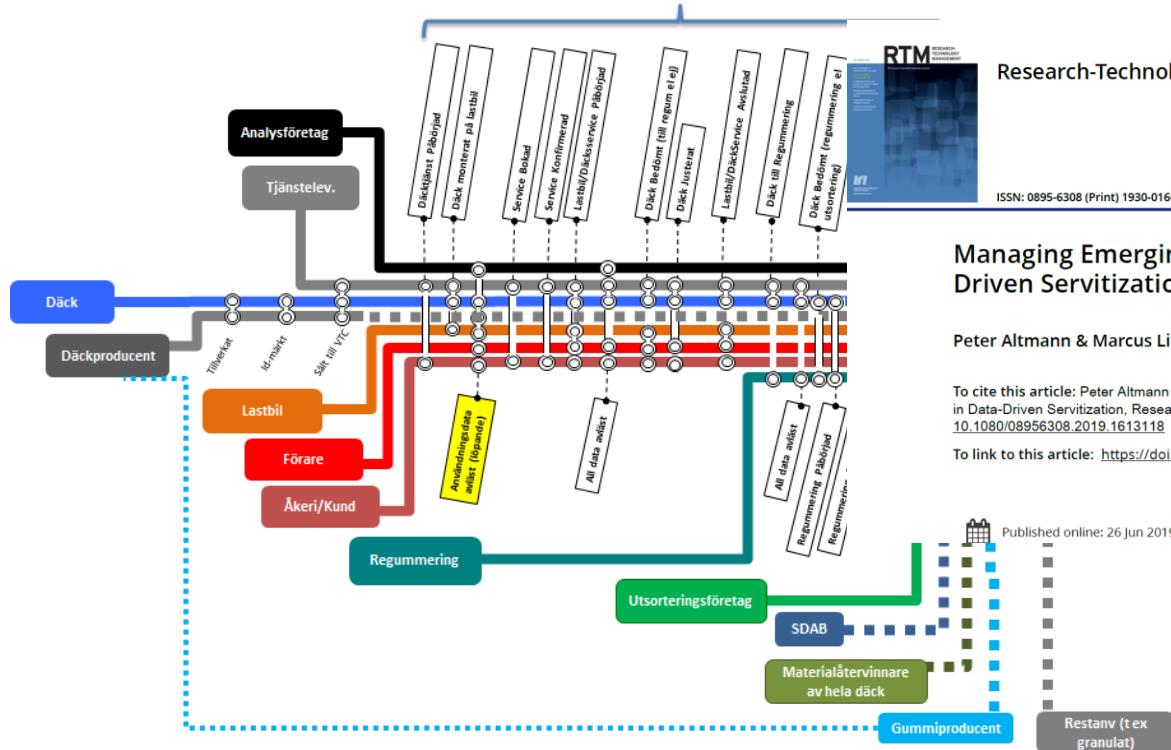 Däcktjänst Påbörjad
Däck monterat på lastbil
Service Bokad
Service Konfirmerad
Lastbil/Däcksservice Påbörjad
Däck Bedömt (till regum el ej)
Däck Justerat
Lastbil/DäckService Avslutad
Däck till Regummering
Däck Bedömt (regummering el
utsortering)
RTM
RESEARCH-
TECHNOLOGY
MANAGEMENT
Research-Technol
ISSN: 0895-6308 (Print) 1930-016
Managing Emergin
Driven Servitizatio
Peter Altmann & Marcus Li
To cite this article: Peter Altmann
in Data-Driven Servitization, Resea
10.1080/08956308.2019.1613118
To link to this article: https://doi
Published online: 26 Jun 2019
Analysföretag
Tjänstelev.
Däck
Däckproducent
Tillverkat
Id-märkt
Sålt till VTC
Lastbil
Förare
Åkeri/Kund
Regummering
Användningsdata
avläst (löpande)
All data avläst
All data avläst
Regummering Påbörjad
Regummering
Utsorteringsföretag
SDAB
Materialåtervinnare
av hela däck
Gummiproducent
Restanv (t ex
granulat)